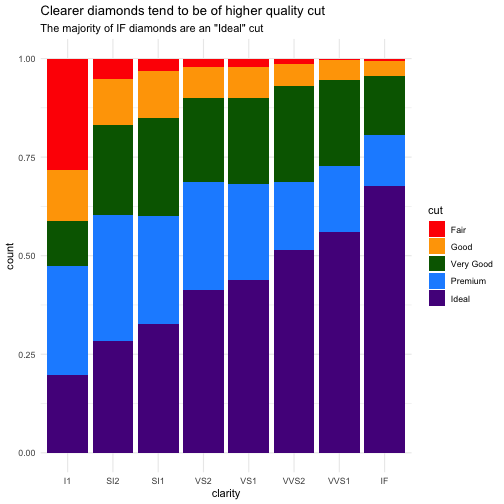 Clearer diamonds tend to be of higher quality cut
The majority of IF diamonds are an "Ideal" cut
1.00
0.75
0.50
0.25
0.00
count
I1 SI2 SI1 VS2 VS1 VVS2 VVS1 IF
clarity
cut
Fair
Good
Very Good
Premium
Ideal